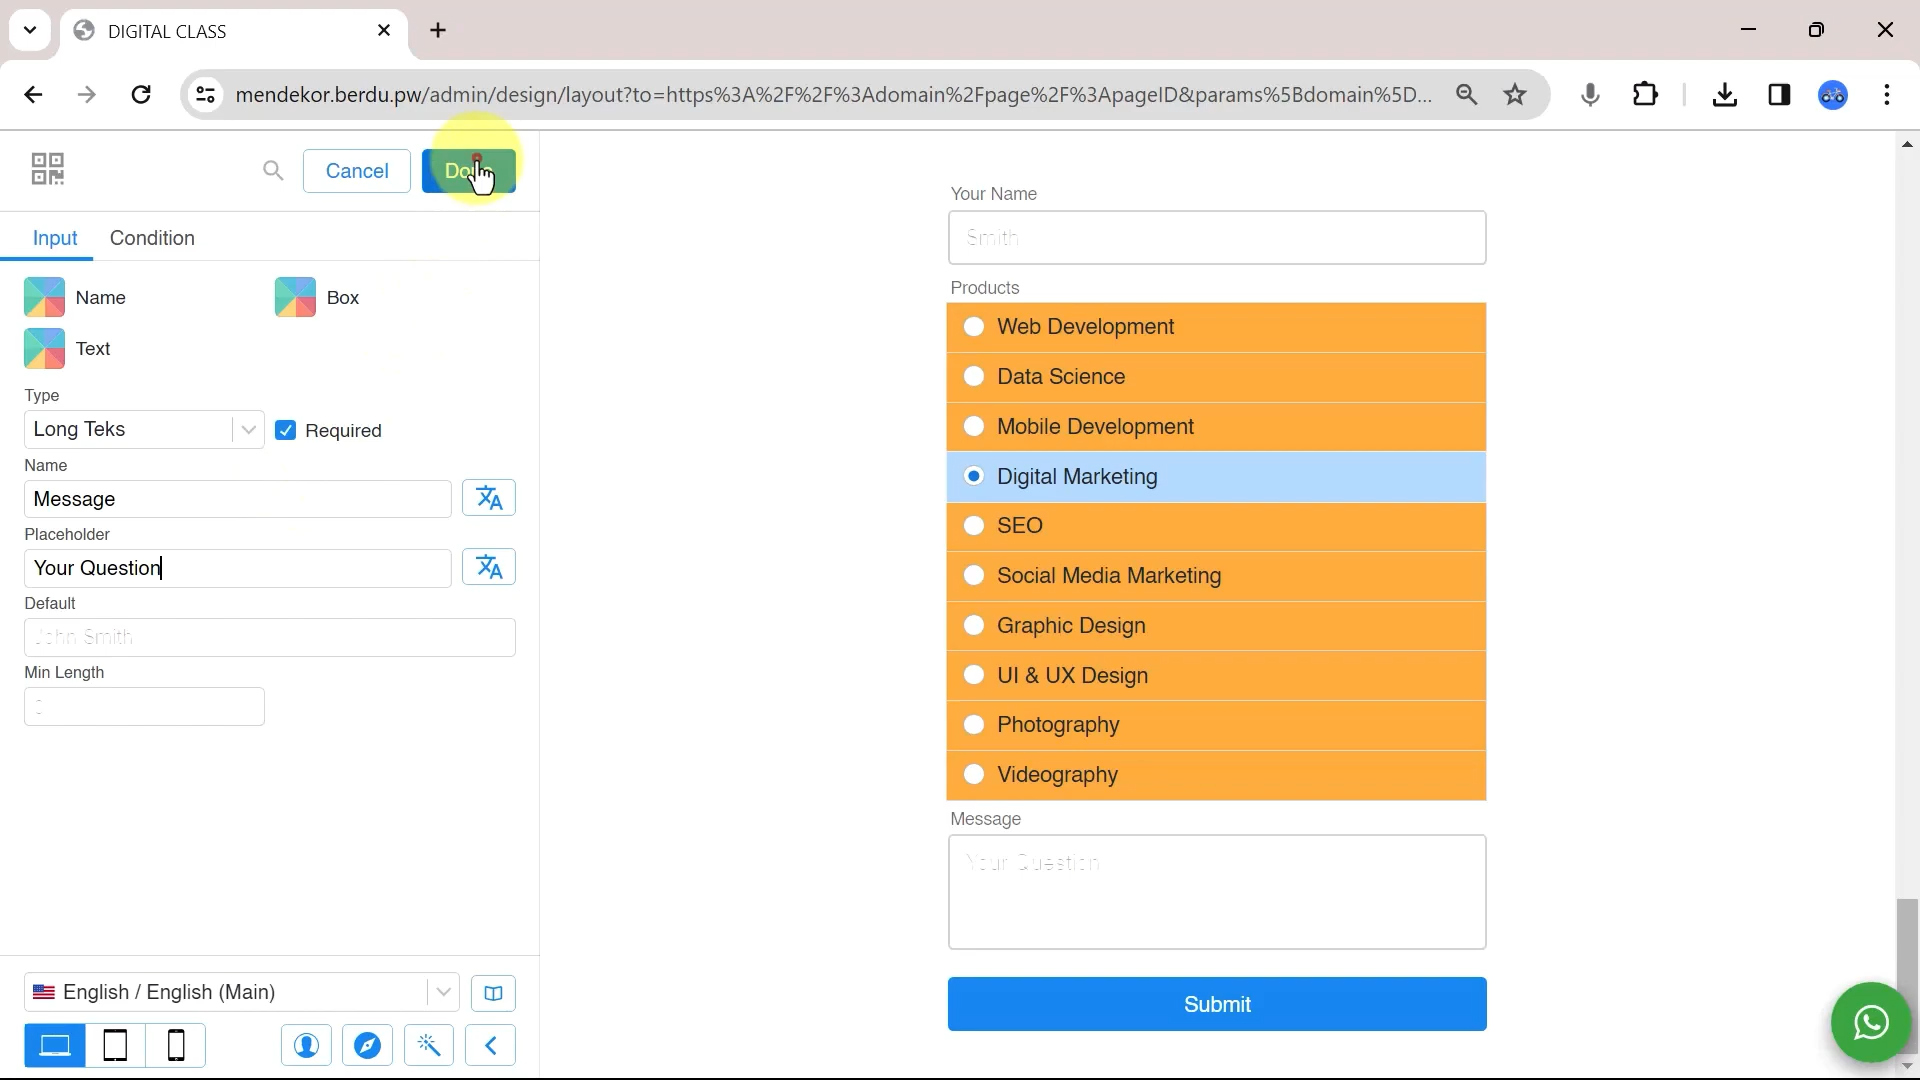 DIGITAL CLASS
mendekor.berdu.pw/admin/design/layout?to=https%3A%2F%2F%3Adomain%2Fpage%2F%3ApageID&params%5Bdomain%5D...
Cancel
Done
Input
Condition
Name
Box
Text
Type
Long Teks
Required
Name
Message
Placeholder
Your Question
Default
John Smith
Min Length
English / English (Main)
Your Name
Smith
Products
Web Development
Data Science
Mobile Development
Digital Marketing
SEO
Social Media Marketing
Graphic Design
UI & UX Design
Photography
Videography
Message
Your Question
Submit